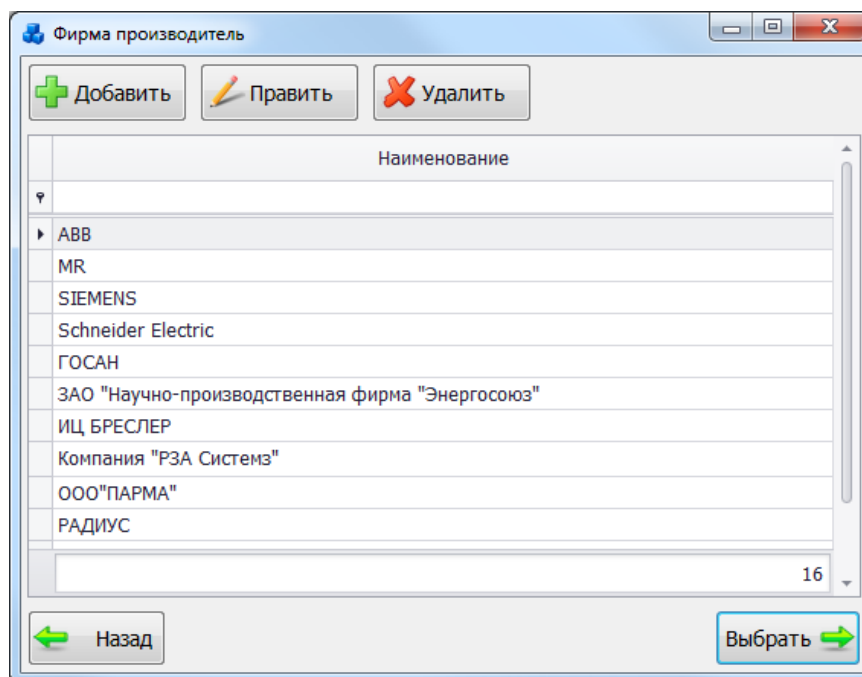 Фирма производитель
Добавить Править Удалить
Наименование
ABB
MR
SIEMENS
Schneider Electric
ГОСАН
ЗАО "Научно-производственная фирма "Энергосоюз"
ИЦ БРЕСЛЕР
Компания "РЗА Системз"
ООО"ПАРМА"
РАДИУС
16
Назад Выбрать